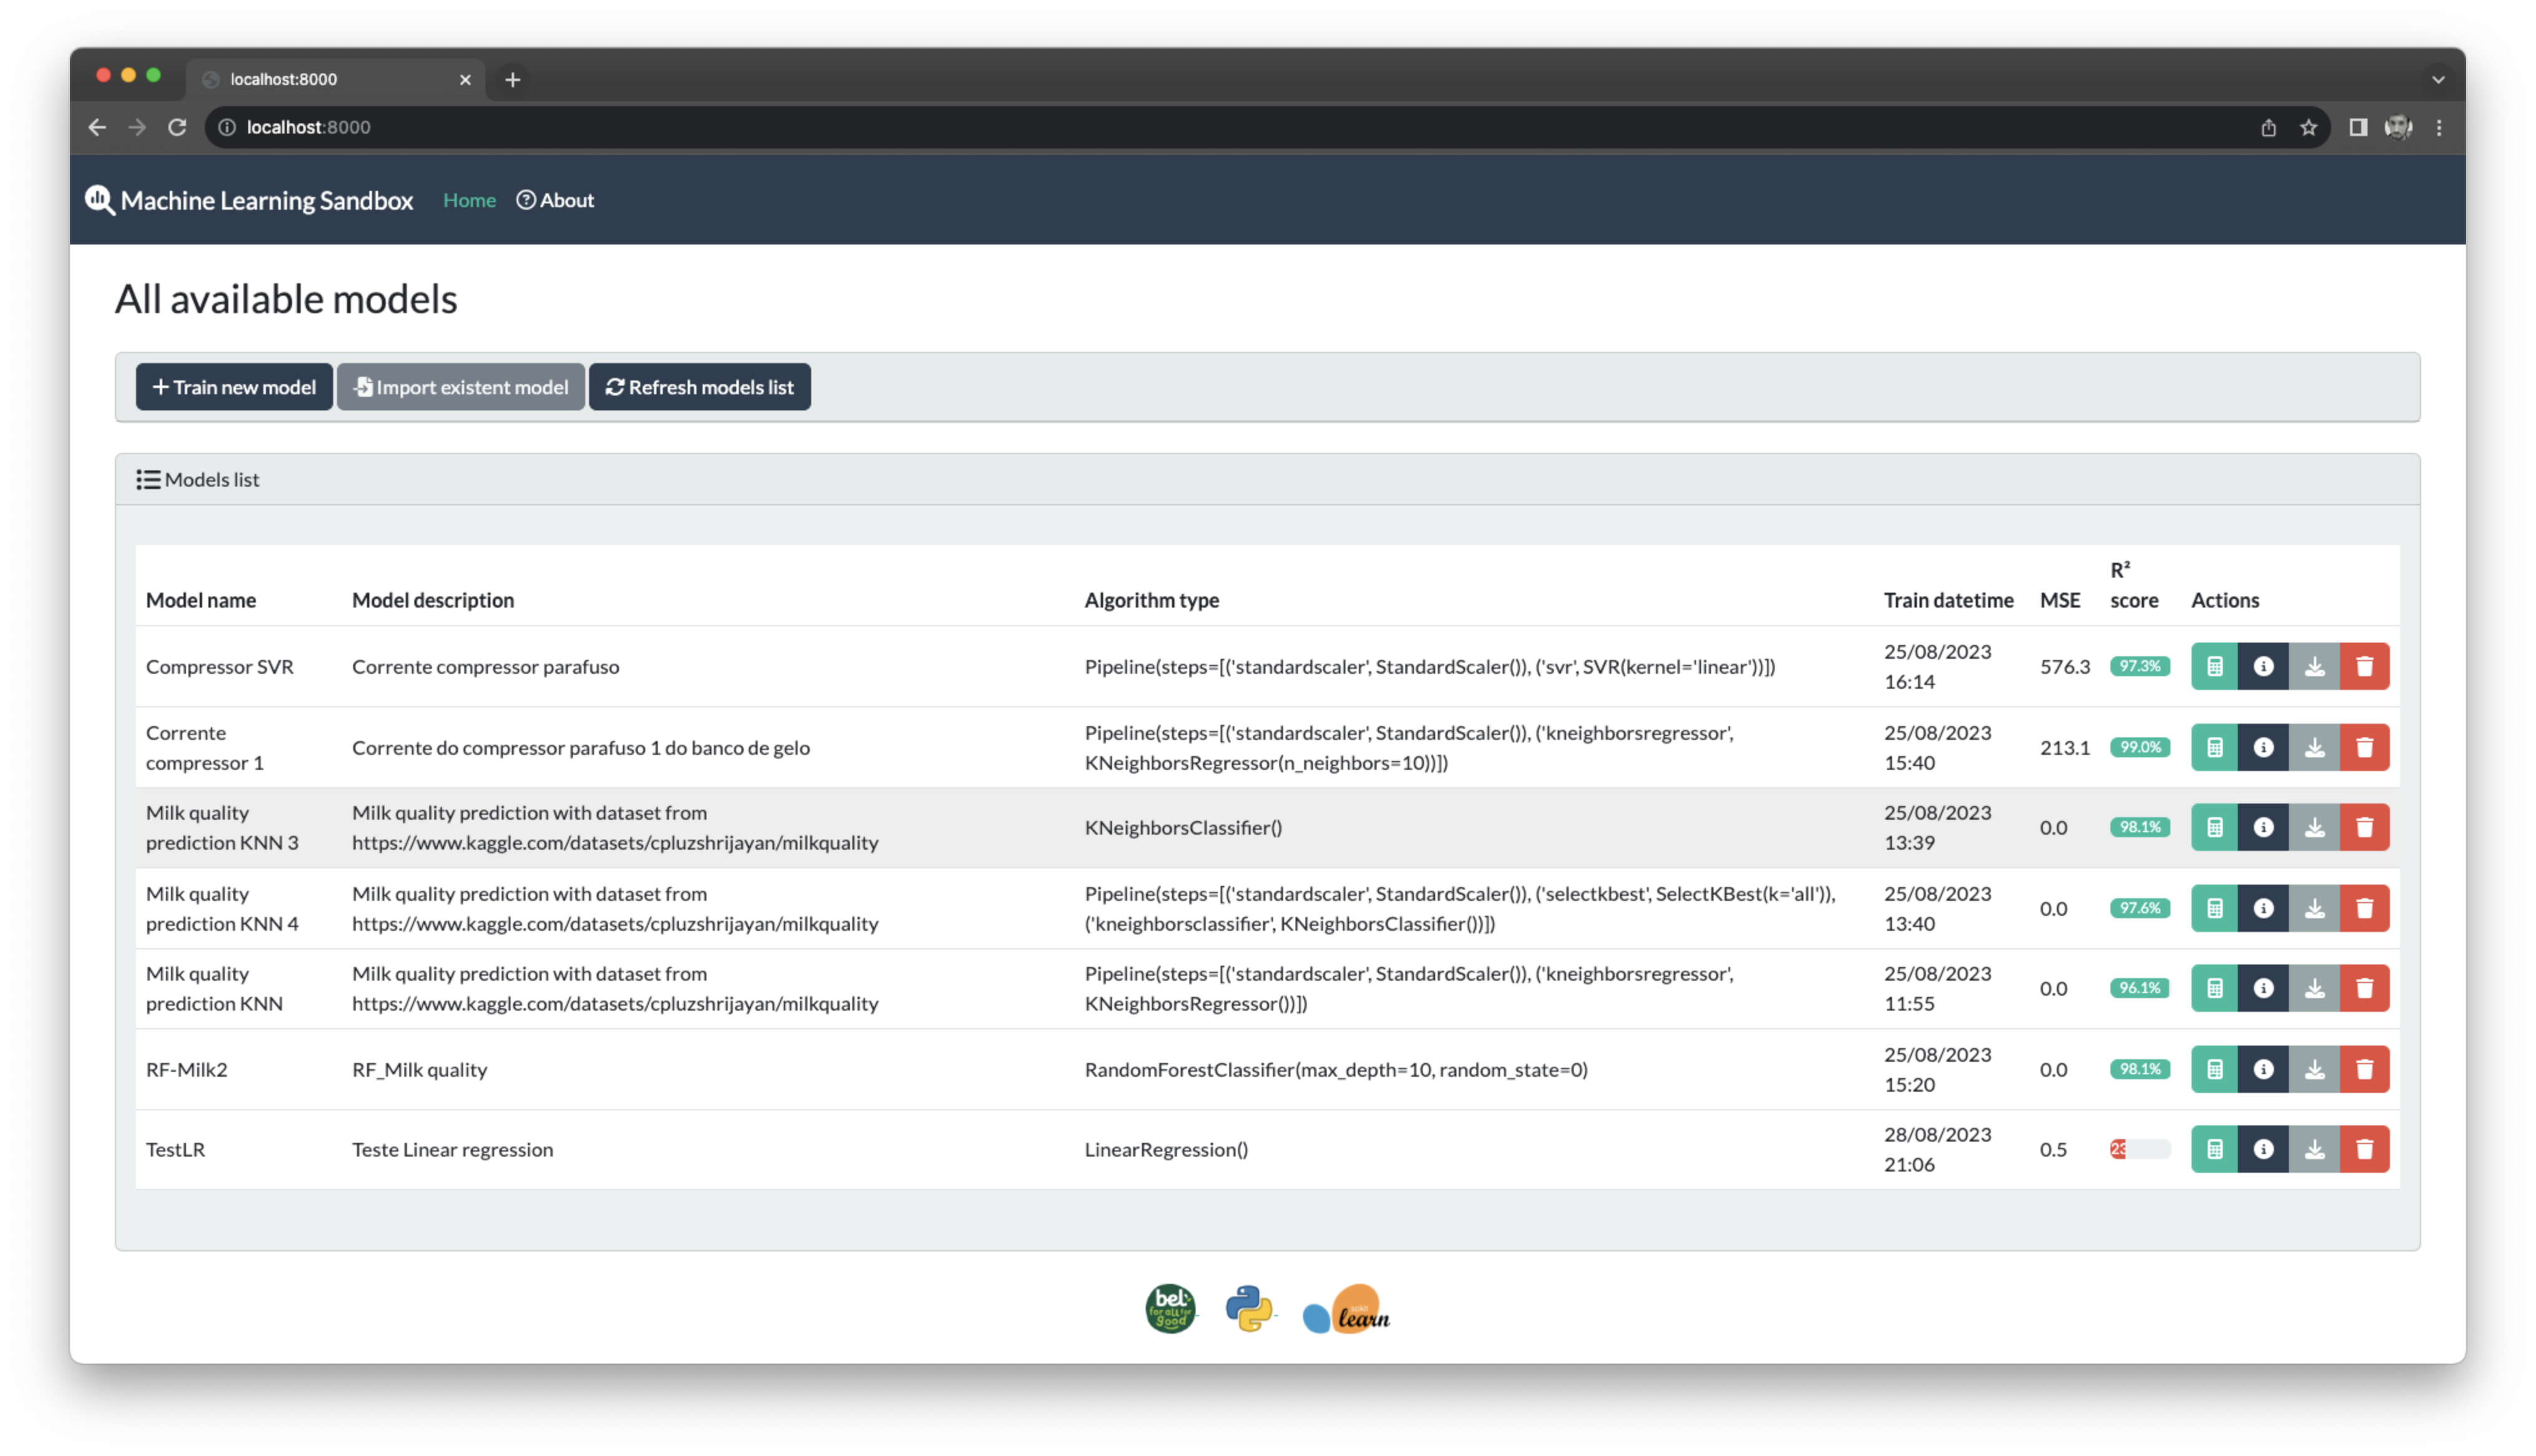 localhost:8000
localhost:8000
Machine Learning Sandbox Home About
All available models
Train new model Import existent model Refresh models list
Models list
R²
Model name Model description Algorithm type Train datetime MSE score Actions
Compressor SVR Corrente compressor parafuso Pipeline(steps=[('standardscaler', StandardScaler()), ('svr', SVR(kernel='linear'))]) 25/08/2023 576.3 97.3%
16:14
Corrente Corrente do compressor parafuso 1 do banco de gelo Pipeline(steps=[('standardscaler', StandardScaler()), ('kneighborsregressor', 25/08/2023 213.1 99.0%
compressor 1 KNeighborsRegressor(n_neighbors=10))]) 15:40
Milk quality Milk quality prediction with dataset from KNeighborsClassifier() 25/08/2023 0.0 98.1%
prediction KNN 3 https://www.kaggle.com/datasets/cpluzshrijayan/milkquality 13:39
Milk quality Milk quality prediction with dataset from Pipeline(steps=[('standardscaler', StandardScaler()), ('selectkbest', SelectKBest(k='all')), 25/08/2023 0.0 97.6%
prediction KNN 4 https://www.kaggle.com/datasets/cpluzshrijayan/milkquality ('kneighborsclassifier', KNeighborsClassifier())]) 13:40
Milk quality Milk quality prediction with dataset from Pipeline(steps=[('standardscaler', StandardScaler()), ('kneighborsregressor', 25/08/2023 0.0 96.1%
prediction KNN https://www.kaggle.com/datasets/cpluzshrijayan/milkquality KNeighborsRegressor())]) 11:55
RF-Milk2 RF_Milk quality RandomForestClassifier(max_depth=10, random_state=0) 25/08/2023 0.0 98.1%
15:20
TestLR Teste Linear regression LinearRegression() 28/08/2023 0.5 23
21:06
bel
for all for
good
scikit
learn